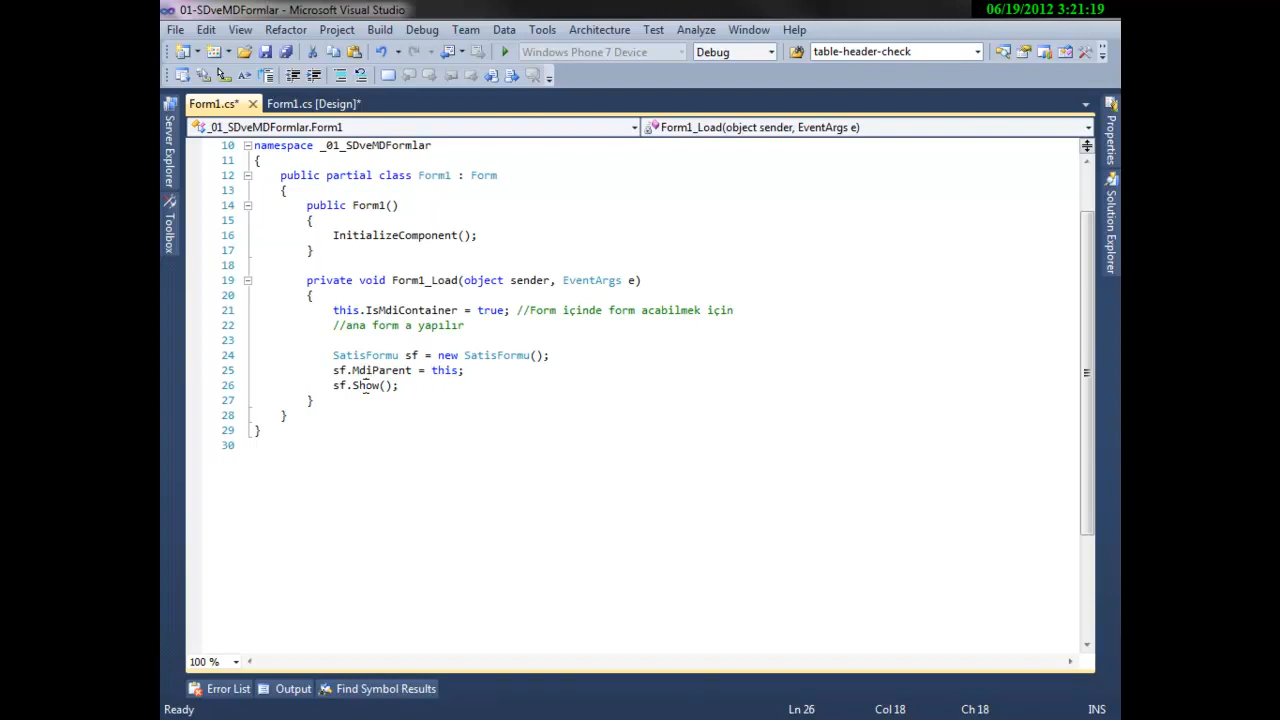 01-SDveMDFormlar - Microsoft Visual Studio
06/19/2012 3:21:19
File Edit View Refactor Project Build Debug Team Data Tools Architecture Test Analyze Window Help
Windows Phone 7 Device Debug table-header-check
Form1.cs* Form1.cs [Design]*
_01_SDveMDFormlar.Form1 Form1_Load(object sender, EventArgs e)
Server Explorer
Toolbox
Properties
Solution Explorer
10 namespace _01_SDveMDFormlar
11 {
12 public partial class Form1 : Form
13 {
14 public Form1()
15 {
16 InitializeComponent();
17 }
18
19 private void Form1_Load(object sender, EventArgs e)
20 {
21 this.IsMdiContainer = true; //Form içinde form acabilmek için
22 //ana form a yapılır
23
24 SatisFormu sf = new SatisFormu();
25 sf.MdiParent = this;
26 sf.Show();
27 }
28 }
29 }
30
100 %
Error List Output Find Symbol Results
Ready Ln 26 Col 18 Ch 18 INS